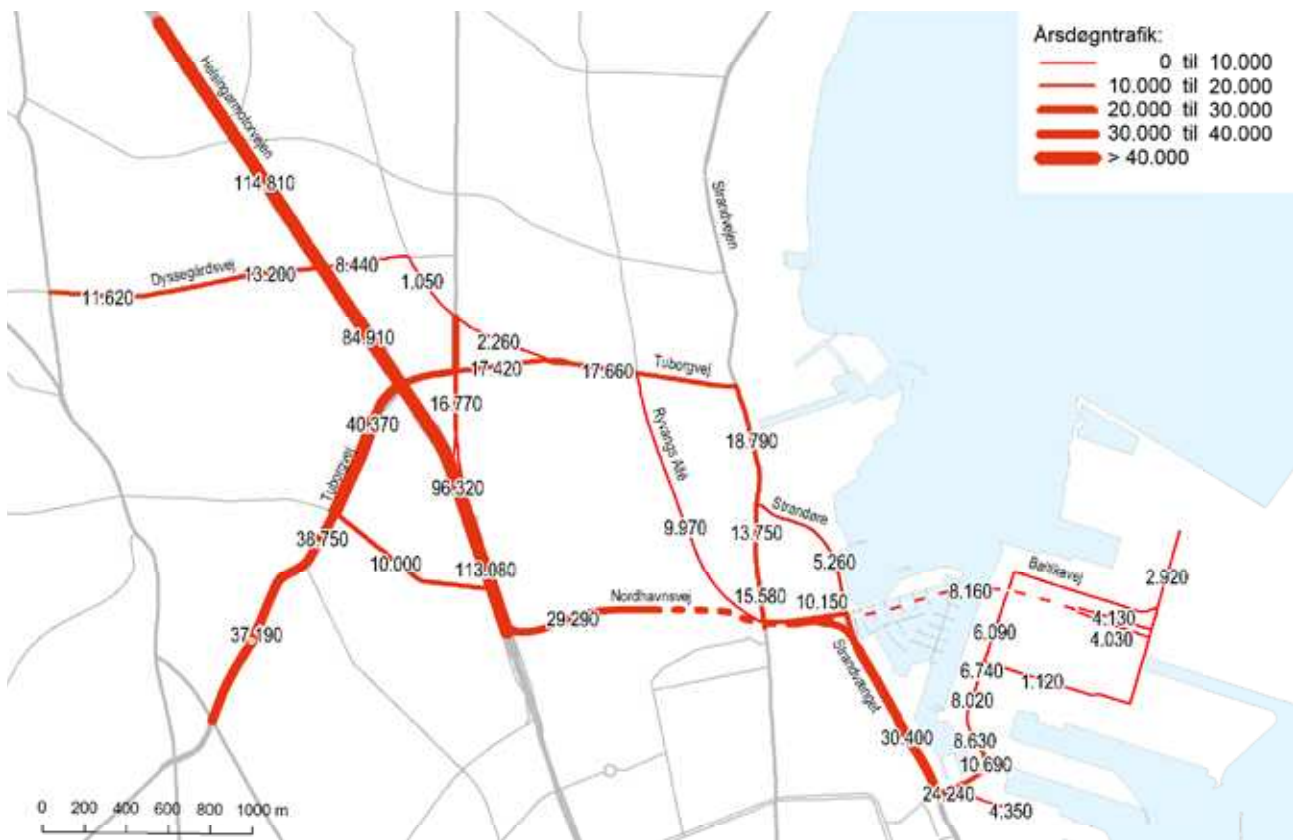 Årsdøgntrafik:
0 til 10.000
10.000 til 20.000
20.000 til 30.000
30.000 til 40.000
> 40.000
Helsingørmotorvejen
114.810
Strandvejen
Dyssegårdsvej
11.620
13.200
8.440
1.050
84.910
2.260
17.420
17.660
Tuborgvej
16.770
40.370
Ryvangs Allé
18.790
Tuborgvej
96.320
9.970
13.750
Strandøre
5.260
38.750
10.000
113.080
Nordhavnsvej
29.290
15.580
10.150
8.160
Baltikavej
2.920
4.130
4.030
37.190
6.090
6.740
1.120
8.020
Strandvænget
30.400
8.630
10.690
24.240
4.350
0 200 400 600 800 1000 m